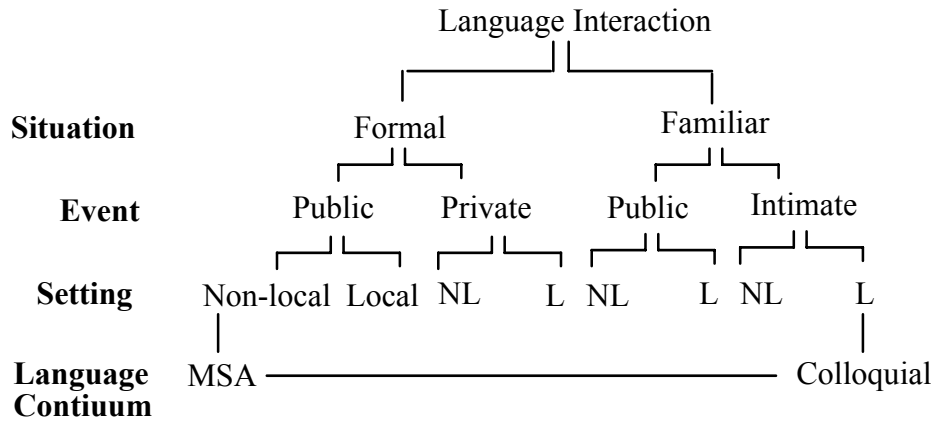 Language Interaction
Situation Formal Familiar
Event Public Private Public Intimate
Setting Non-local Local NL L NL L NL L
Language MSA Colloquial
Contiuum